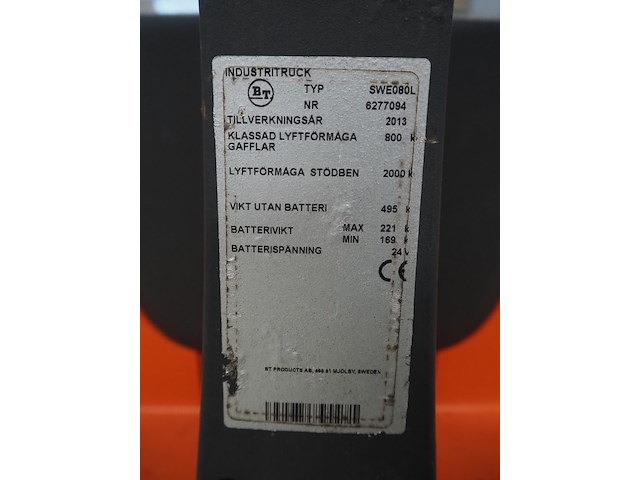 INDUSTRITRUCK
BT TYP SWE080L
NR 6277094
TILLVERKNINGSÅR 2013
KLASSAD LYFTFÖRMÅGA 800 k
GAFFLAR
LYFTFÖRMÅGA STÖDBEN 2000 k
VIKT UTAN BATTERI 495 k
BATTERIVIKT MAX 221 k
MIN 169 k
BATTERISPÄNNING 24 V
CE
BT PRODUCTS AB, MJÖLBY, SWEDEN